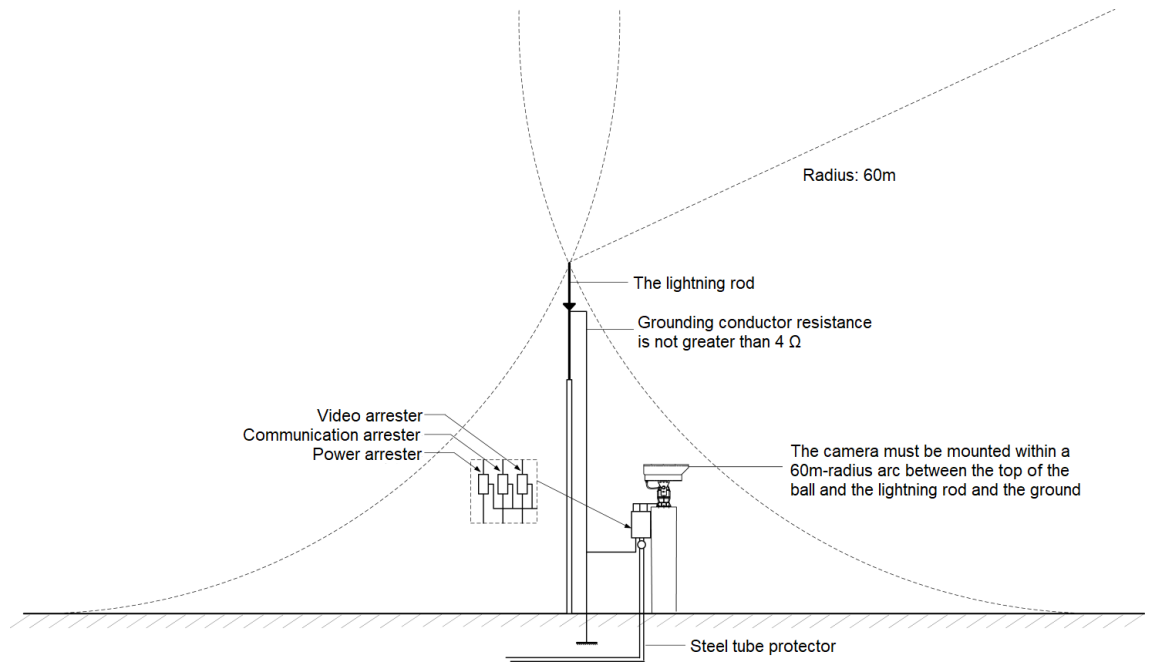 Radius: 60m
The lightning rod
Grounding conductor resistance
is not greater than 4 Ω
Video arrester
Communication arrester
Power arrester
The camera must be mounted within a
60m-radius arc between the top of the
ball and the lightning rod and the ground
Steel tube protector